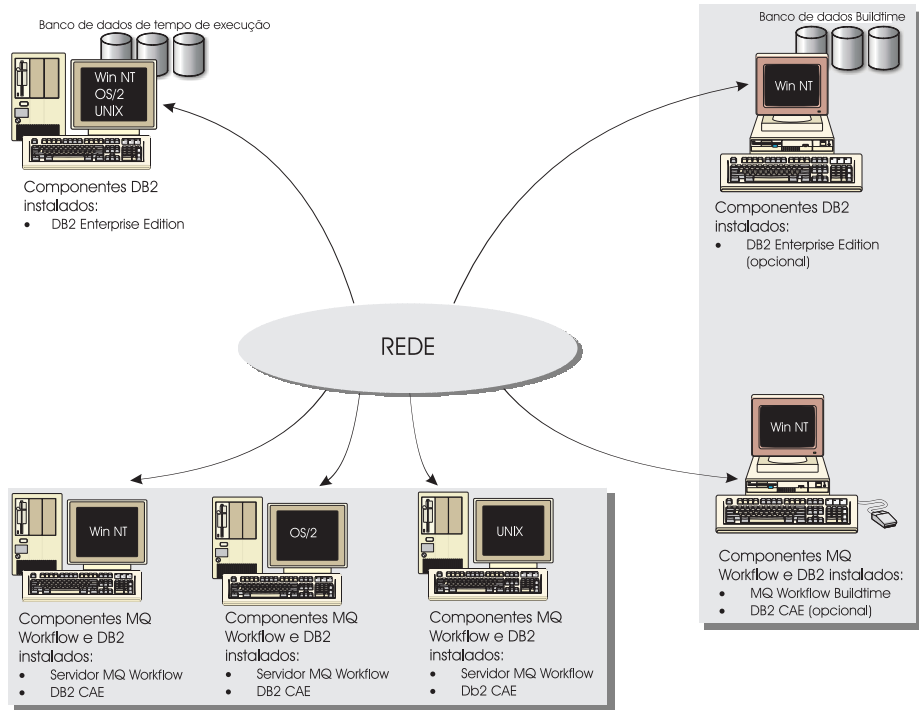 Banco de dados de tempo de execução
Win NT
OS/2
UNIX
Componentes DB2
instalados:
• DB2 Enterprise Edition
Banco de dados Buildtime
Win NT
Componentes DB2
instalados:
• DB2 Enterprise Edition
(opcional)
REDE
Win NT
Componentes MQ
Workflow e DB2
instalados:
• Servidor MQ Workflow
• DB2 CAE
OS/2
Componentes MQ
Workflow e DB2
instalados:
• Servidor MQ Workflow
• DB2 CAE
UNIX
Componentes MQ
Workflow e DB2
instalados:
• Servidor MQ Workflow
• Db2 CAE
Win NT
Componentes MQ
Workflow e DB2 instalados:
• MQ Workflow Buildtime
• DB2 CAE (opcional)